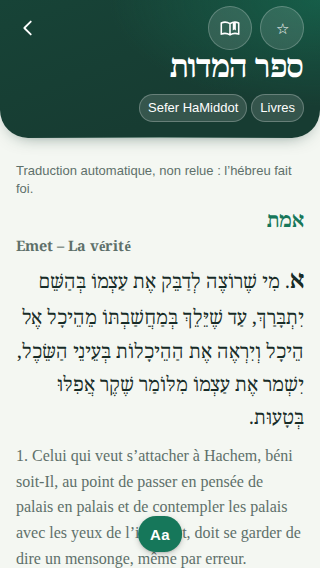 ספר המדות
Sefer HaMiddot
Livres
Traduction automatique, non relue : l’hébreu fait
foi.
אמת
Emet – La vérité
א. מִי שֶׁרוֹצֶה לְדַבֵּק אֶת עַצְמוֹ בְּהַשֵּׁם
יִתְבָּרַךְ, עַד שֶׁיֵּלֵךְ בְּמַחֲשַׁבְתּוֹ מֵהֵיכָל אֶל
הֵיכָל וְיִרְאֶה אֶת הַהֵיכָלוֹת בְּעֵינֵי הַשֵּׂכֶל,
יִשְׁמֹר אֶת עַצְמוֹ מִלּוֹמַר שֶׁקֶר אֲפִלּוּ
בְּטָעוּת.
1. Celui qui veut s’attacher à Hachem, béni
soit-Il, au point de passer en pensée de
palais en palais et de contempler les palais
avec les yeux de doit se garder de
dire un mensonge, même par erreur.
Aa